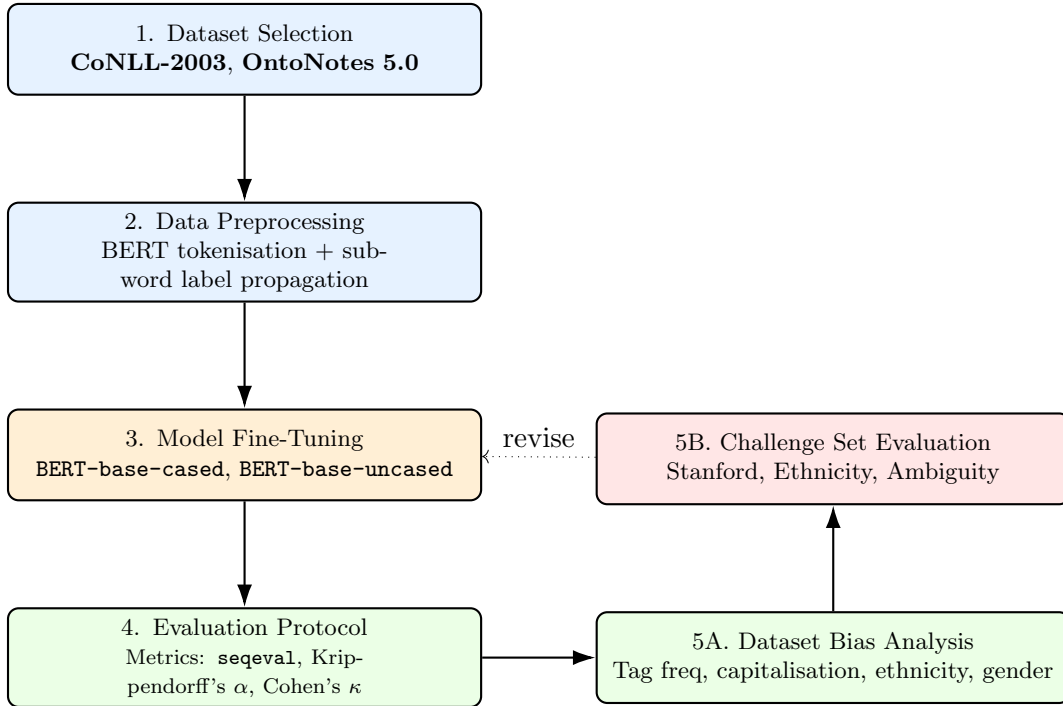 1. Dataset Selection
CoNLL-2003, OntoNotes 5.0
2. Data Preprocessing
BERT tokenisation + sub-
word label propagation
3. Model Fine-Tuning
BERT-base-cased, BERT-base-uncased
revise
5B. Challenge Set Evaluation
Stanford, Ethnicity, Ambiguity
4. Evaluation Protocol
Metrics: seqeval, Krip-
pendorff's α, Cohen's κ
5A. Dataset Bias Analysis
Tag freq, capitalisation, ethnicity, gender